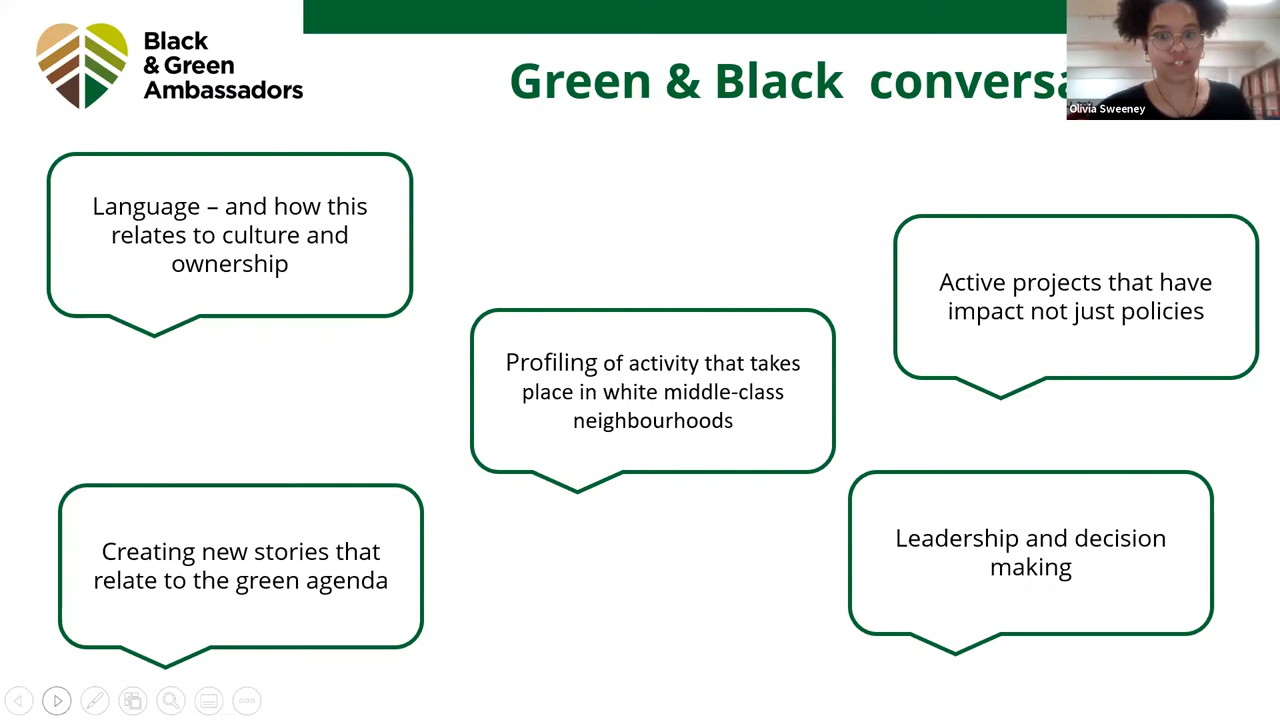 Black
& Green
Ambassadors
Green & Black conversa
Olivia Sweeney
Language – and how this
relates to culture and
ownership
Active projects that have
impact not just policies
Profiling of activity that takes
place in white middle-class
neighbourhoods
Creating new stories that
relate to the green agenda
Leadership and decision
making